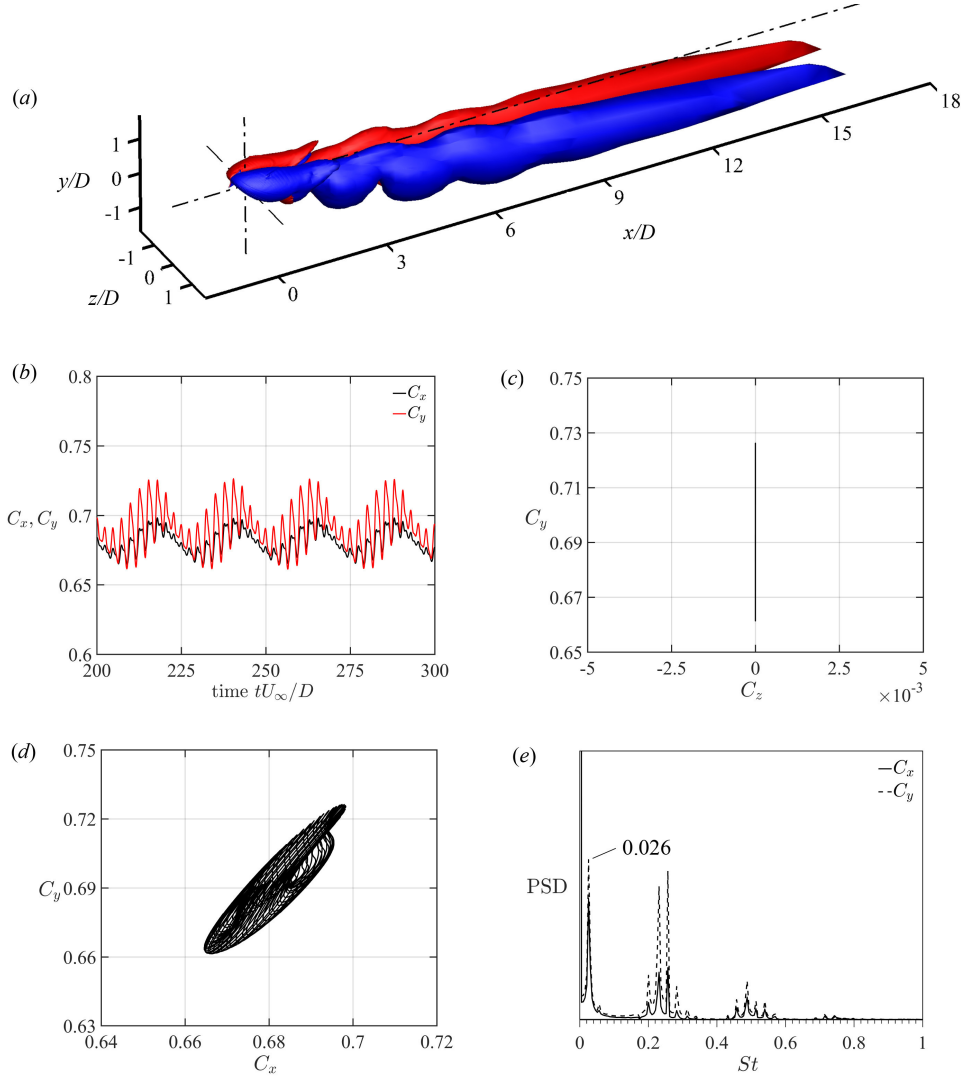 (a)
1
0
-1
y/D
-1
0
1
z/D
0
3
6
9
12
15
18
x/D
(b)
0.8
0.75
0.7
0.65
0.6
C_x, C_y
C_x
C_y
200
225
250
275
300
time tU_∞/D
(c)
0.75
0.73
0.71
0.69
0.67
0.65
C_y
-5
-2.5
0
2.5
5
C_z
×10^-3
(d)
0.75
0.72
0.69
0.66
0.63
C_y
0.64
0.66
0.68
0.7
0.72
C_x
(e)
C_x
C_y
0.026
PSD
0
0.2
0.4
0.6
0.8
1
St